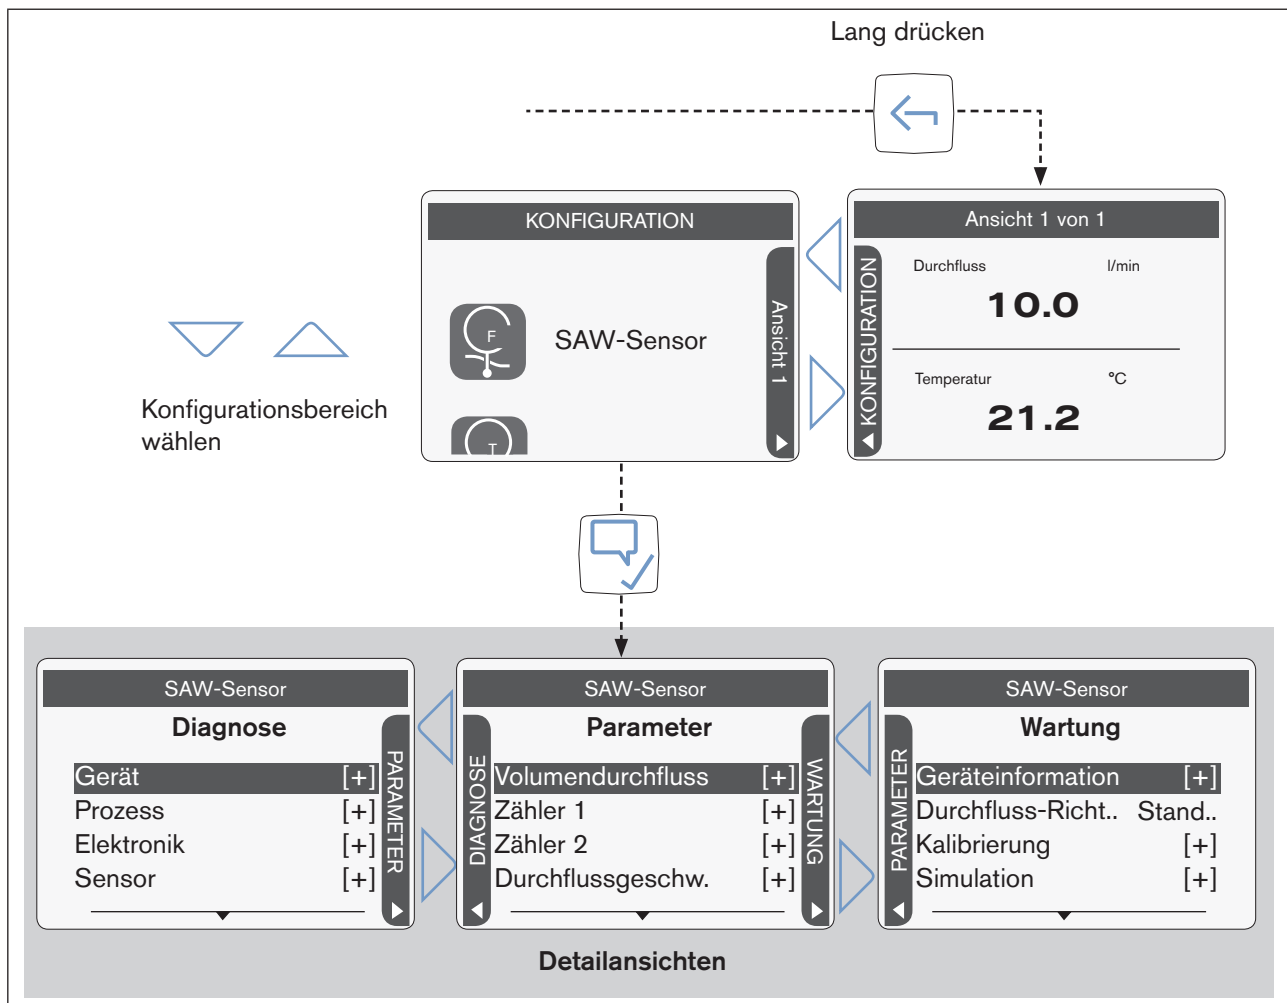 Lang drücken
KONFIGURATION
F
SAW-Sensor
T
Ansicht 1
Ansicht 1 von 1
KONFIGURATION
Durchfluss l/min
10.0
Temperatur °C
21.2
Konfigurationsbereich
wählen
SAW-Sensor
Diagnose
Gerät [+]
Prozess [+]
Elektronik [+]
Sensor [+]
PARAMETER
SAW-Sensor
Parameter
DIAGNOSE
Volumendurchfluss [+]
Zähler 1 [+]
Zähler 2 [+]
Durchflussgeschw. [+]
WARTUNG
SAW-Sensor
Wartung
PARAMETER
Geräteinformation [+]
Durchfluss-Richt.. Stand..
Kalibrierung [+]
Simulation [+]
Detailansichten